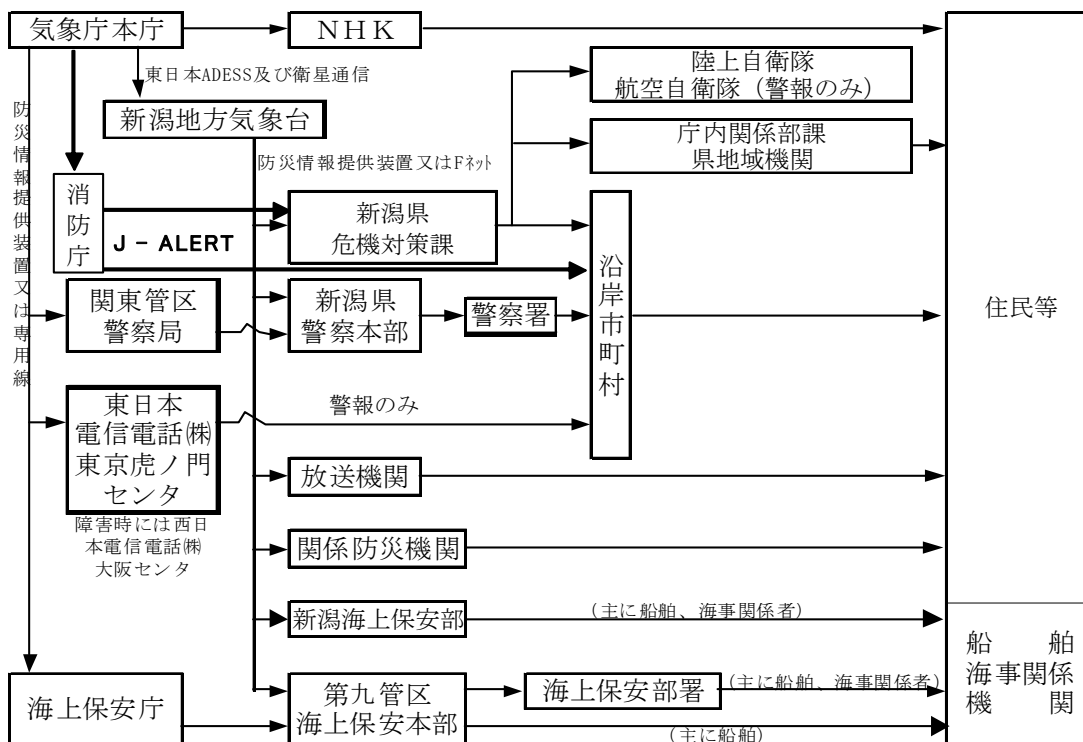 気象庁本庁
NHK
東日本ADESS及び衛星通信
陸上自衛隊
航空自衛隊（警報のみ）
新潟地方気象台
庁内関係部課
県地域機関
防災情報提供装置又は専用線
防災情報提供装置又はFネット
消防庁
J－ALERT
新潟県
危機対策課
沿岸市町村
住民等
関東管区
警察局
新潟県
警察本部
警察署
東日本
電信電話㈱
東京虎ノ門
センタ
警報のみ
障害時には西日
本電信電話㈱
大阪センタ
放送機関
関係防災機関
新潟海上保安部
（主に船舶、海事関係者）
船舶
海事関係
機関
海上保安庁
第九管区
海上保安本部
海上保安部署
（主に船舶、海事関係者）
（主に船舶）